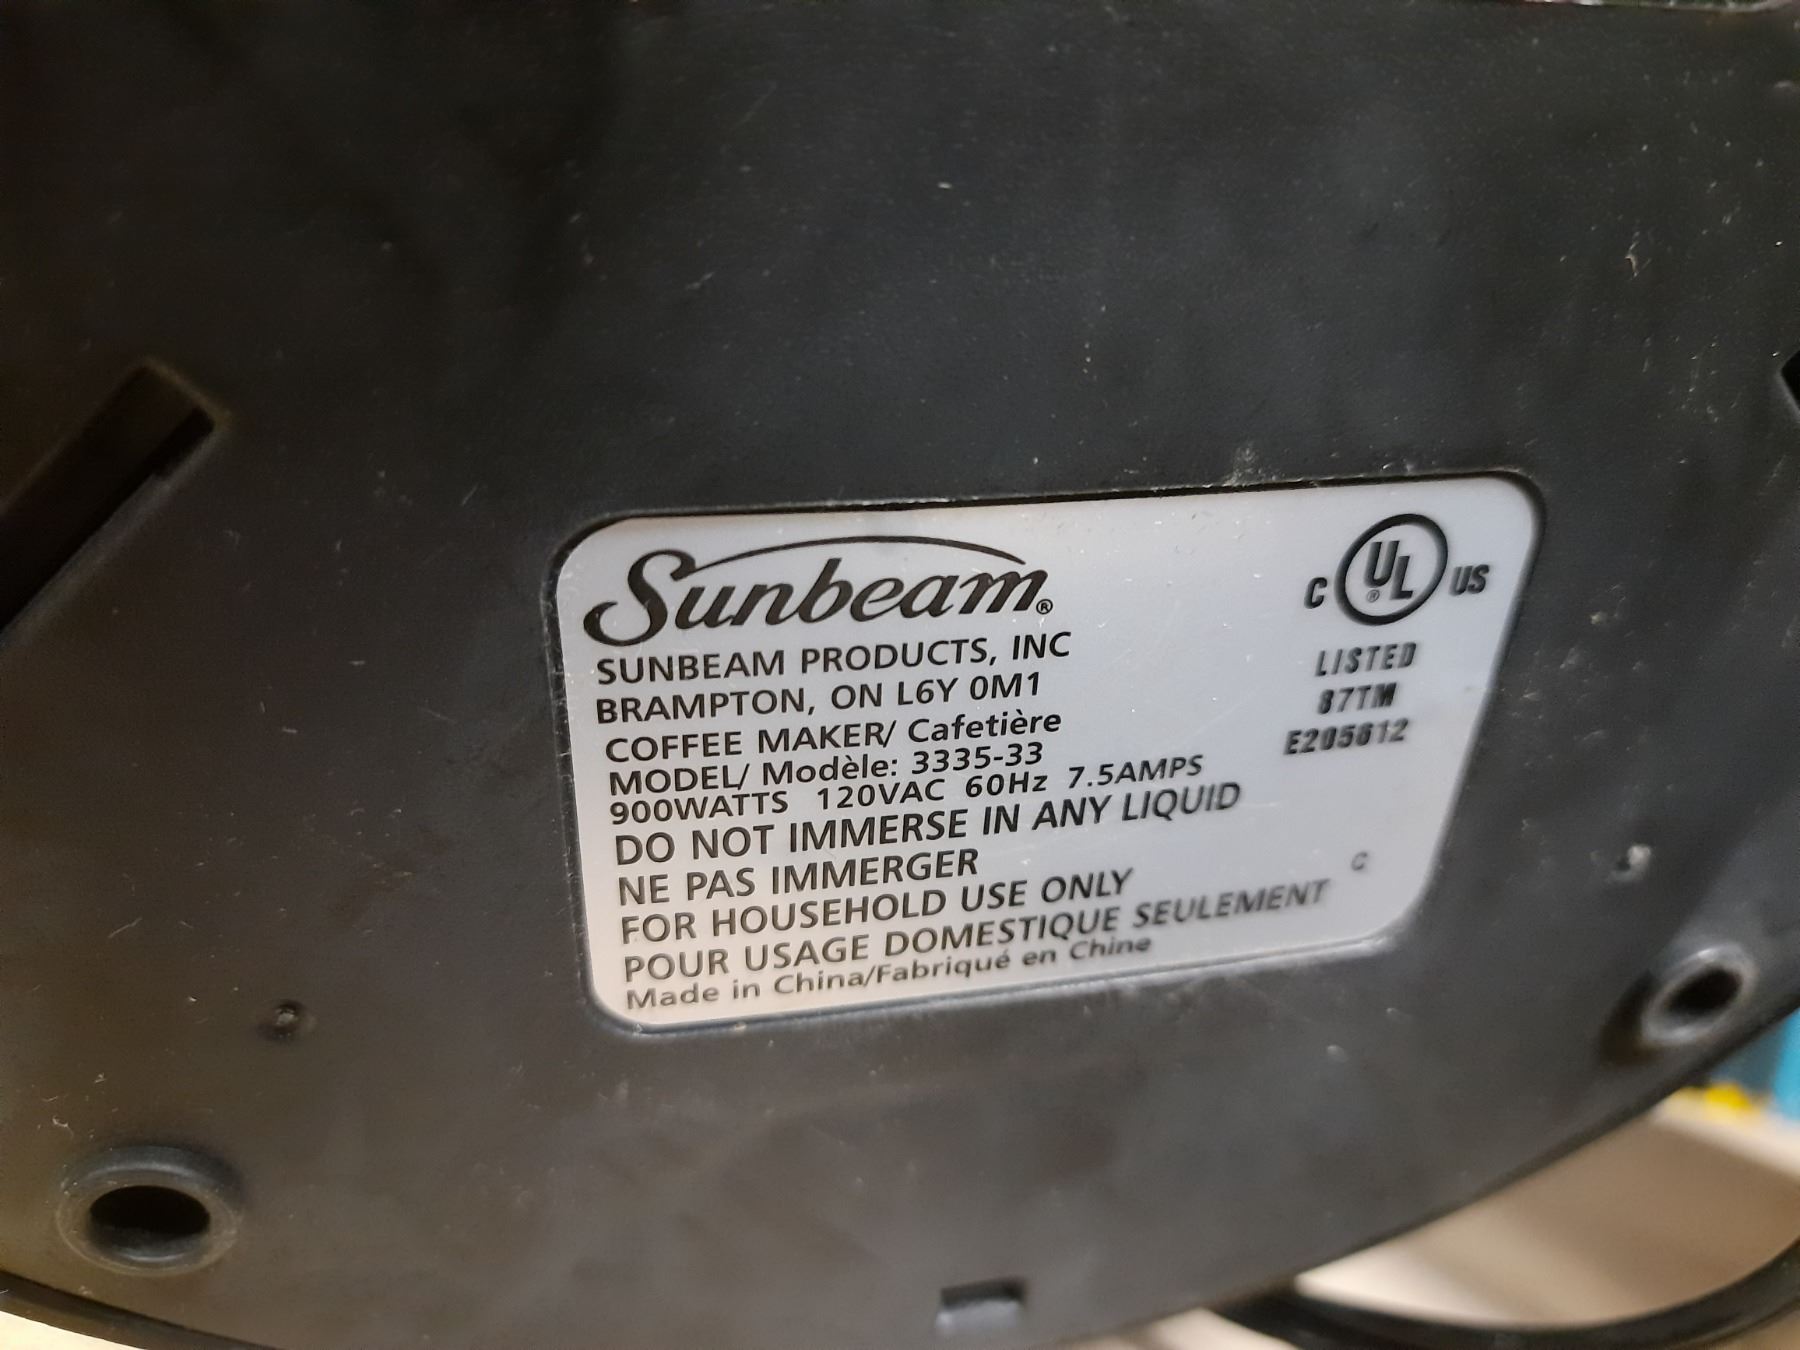 Sunbeam®
SUNBEAM PRODUCTS, INC
BRAMPTON, ON L6Y 0M1
COFFEE MAKER/ Cafetière
MODEL/ Modèle: 3335-33
900WATTS 120VAC 60Hz 7.5AMPS
DO NOT IMMERSE IN ANY LIQUID
NE PAS IMMERGER
FOR HOUSEHOLD USE ONLY
POUR USAGE DOMESTIQUE SEULEMENT
Made in China/Fabriqué en Chine
C UL® US
LISTED
87TM
E205612
C